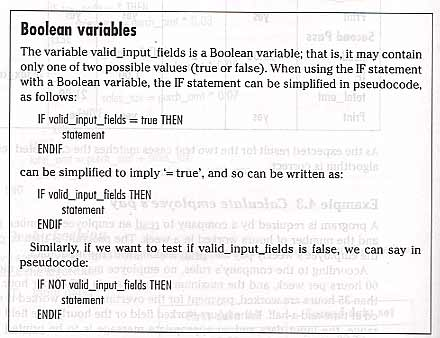 Boolean variables
The variable valid_input_fields is a Boolean variable; that is, it may contain
only one of two possible values (true or false). When using the IF statement
with a Boolean variable, the IF statement can be simplified in pseudocode,
as follows:
IF valid_input_fields = true THEN
statement
ENDIF
can be simplified to imply '= true', and so can be written as:
IF valid_input_fields THEN
statement
ENDIF
Similarly, if we want to test if valid_input_fields is false, we can say in
pseudocode:
IF NOT valid_input_fields THEN
statement
ENDIF